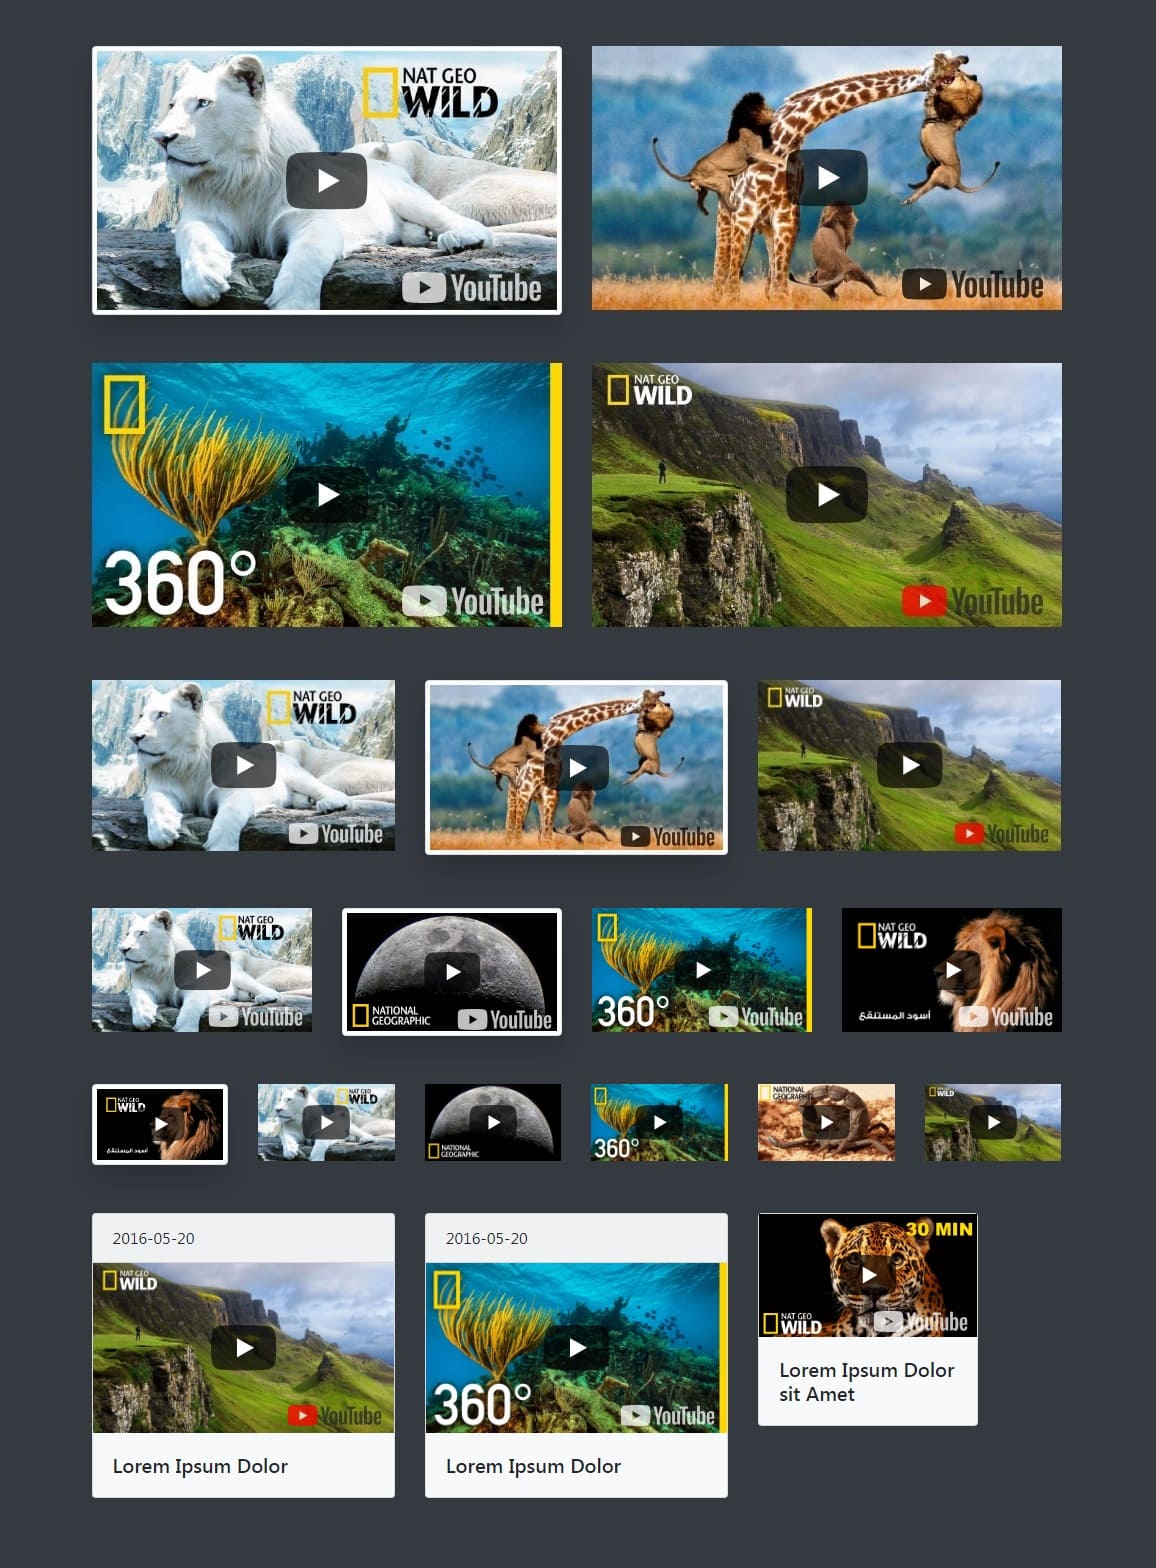 NAT GEO
WILD
YouTube
YouTube
360°
YouTube
NAT GEO
WILD
YouTube
NAT GEO
WILD
YouTube
YouTube
NAT GEO
WILD
YouTube
NAT GEO
WILD
YouTube
NATIONAL
GEOGRAPHIC
YouTube
360°
YouTube
NAT GEO
WILD
أسود المستنقع
YouTube
NAT GEO
WILD
أسود المستنقع
NAT GEO
WILD
NATIONAL
GEOGRAPHIC
360°
NATIONAL
GEOGRAPHIC
NAT GEO
WILD
2016-05-20
NAT GEO
WILD
YouTube
Lorem Ipsum Dolor
2016-05-20
360°
YouTube
Lorem Ipsum Dolor
30 MIN
NAT GEO
WILD
YouTube
Lorem Ipsum Dolor
sit Amet